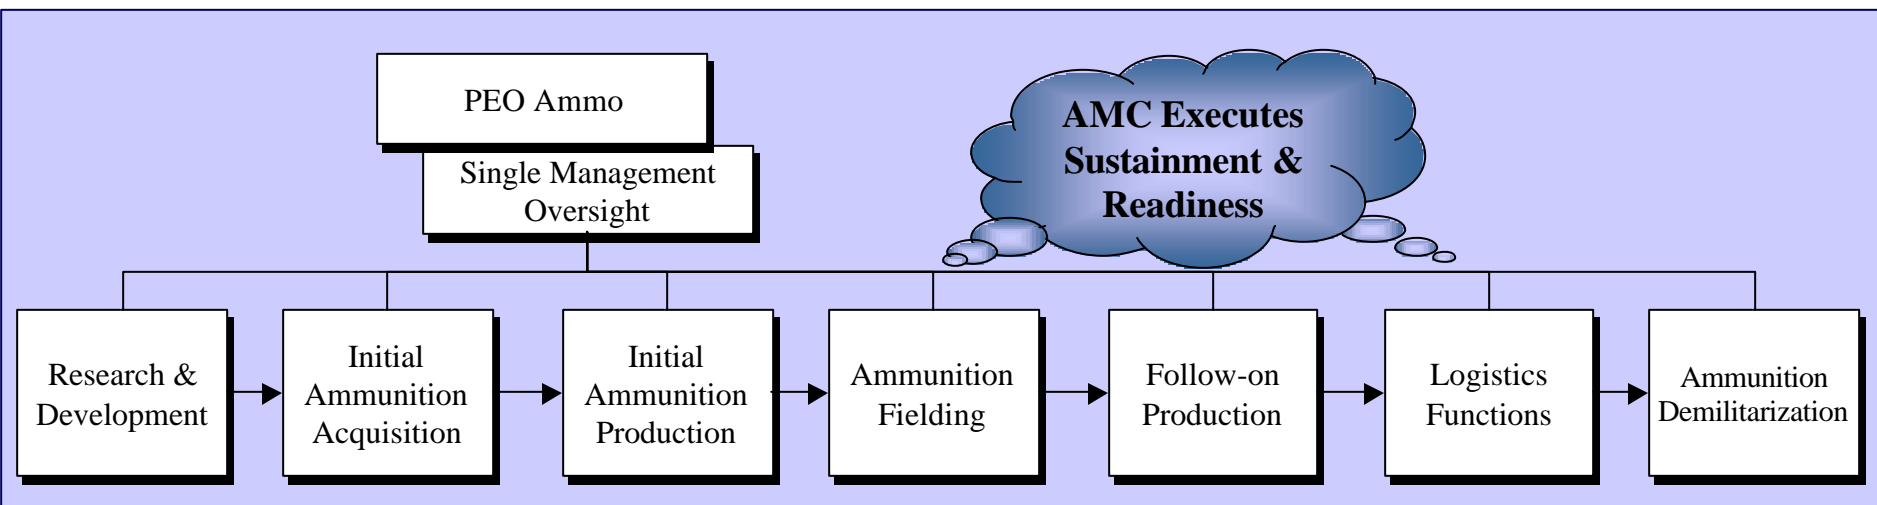 PEO Ammo
Single Management
Oversight
AMC Executes
Sustainment &
Readiness
Research &
Development
Initial
Ammunition
Acquisition
Initial
Ammunition
Production
Ammunition
Fielding
Follow-on
Production
Logistics
Functions
Ammunition
Demilitarization